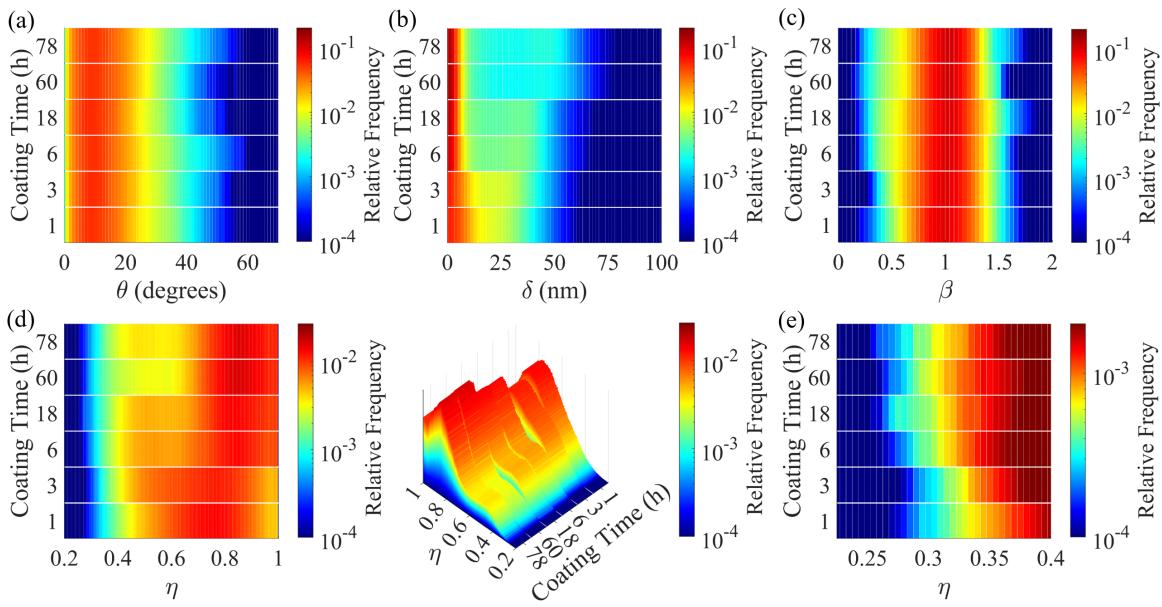 (a)
Coating Time (h)
78
60
18
6
3
1
0 20 40 60
θ (degrees)
10-1
10-2
10-3
10-4
Relative Frequency
(b)
Coating Time (h)
78
60
18
6
3
1
0 25 50 75 100
δ (nm)
10-1
10-2
10-3
10-4
Relative Frequency
(c)
Coating Time (h)
78
60
18
6
3
1
0 0.5 1 1.5 2
β
10-1
10-2
10-3
10-4
Relative Frequency
(d)
Coating Time (h)
78
60
18
6
3
1
0.2 0.4 0.6 0.8 1
η
10-2
10-3
10-4
Relative Frequency
1
0.8
0.6
0.4
0.2
η
1
3
6
18
60
78
Coating Time (h)
10-2
10-3
10-4
Relative Frequency
(e)
Coating Time (h)
78
60
18
6
3
1
0.25 0.3 0.35 0.4
η
10-3
10-4
Relative Frequency